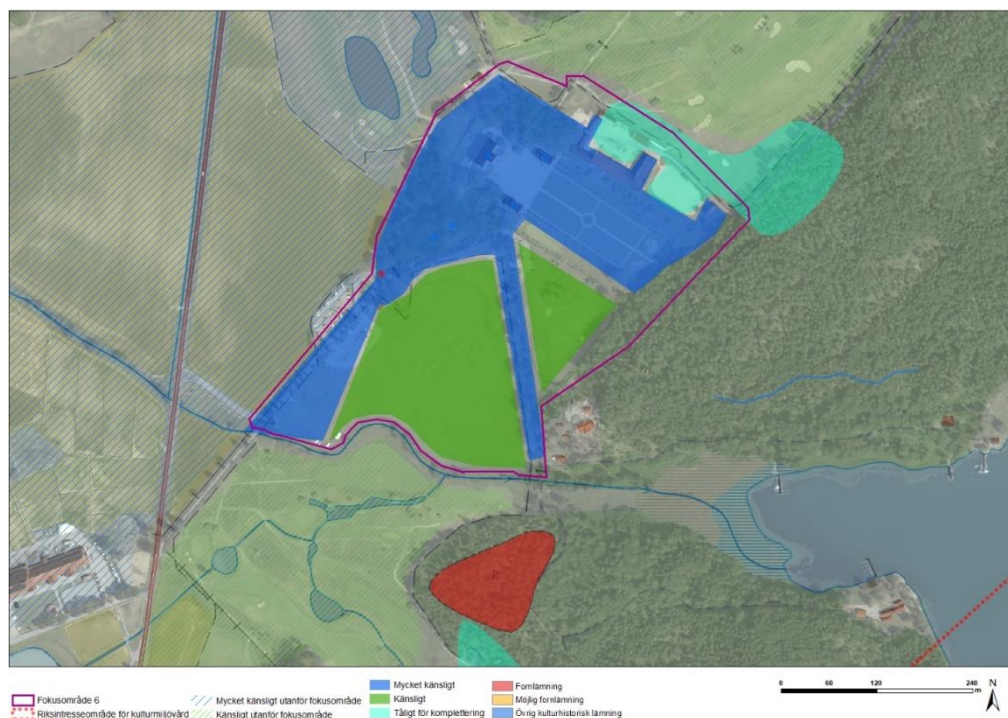 Fokusområde 6
Riksintresseområde för kulturmiljövård
Mycket känsligt utanför fokusområde
Känsligt utanför fokusområde
Mycket känsligt
Känsligt
Tåligt för komplettering
Fornlämning
Möjlig fornlämning
Övrig kulturhistorisk lämning
0 60 120 240
m
N